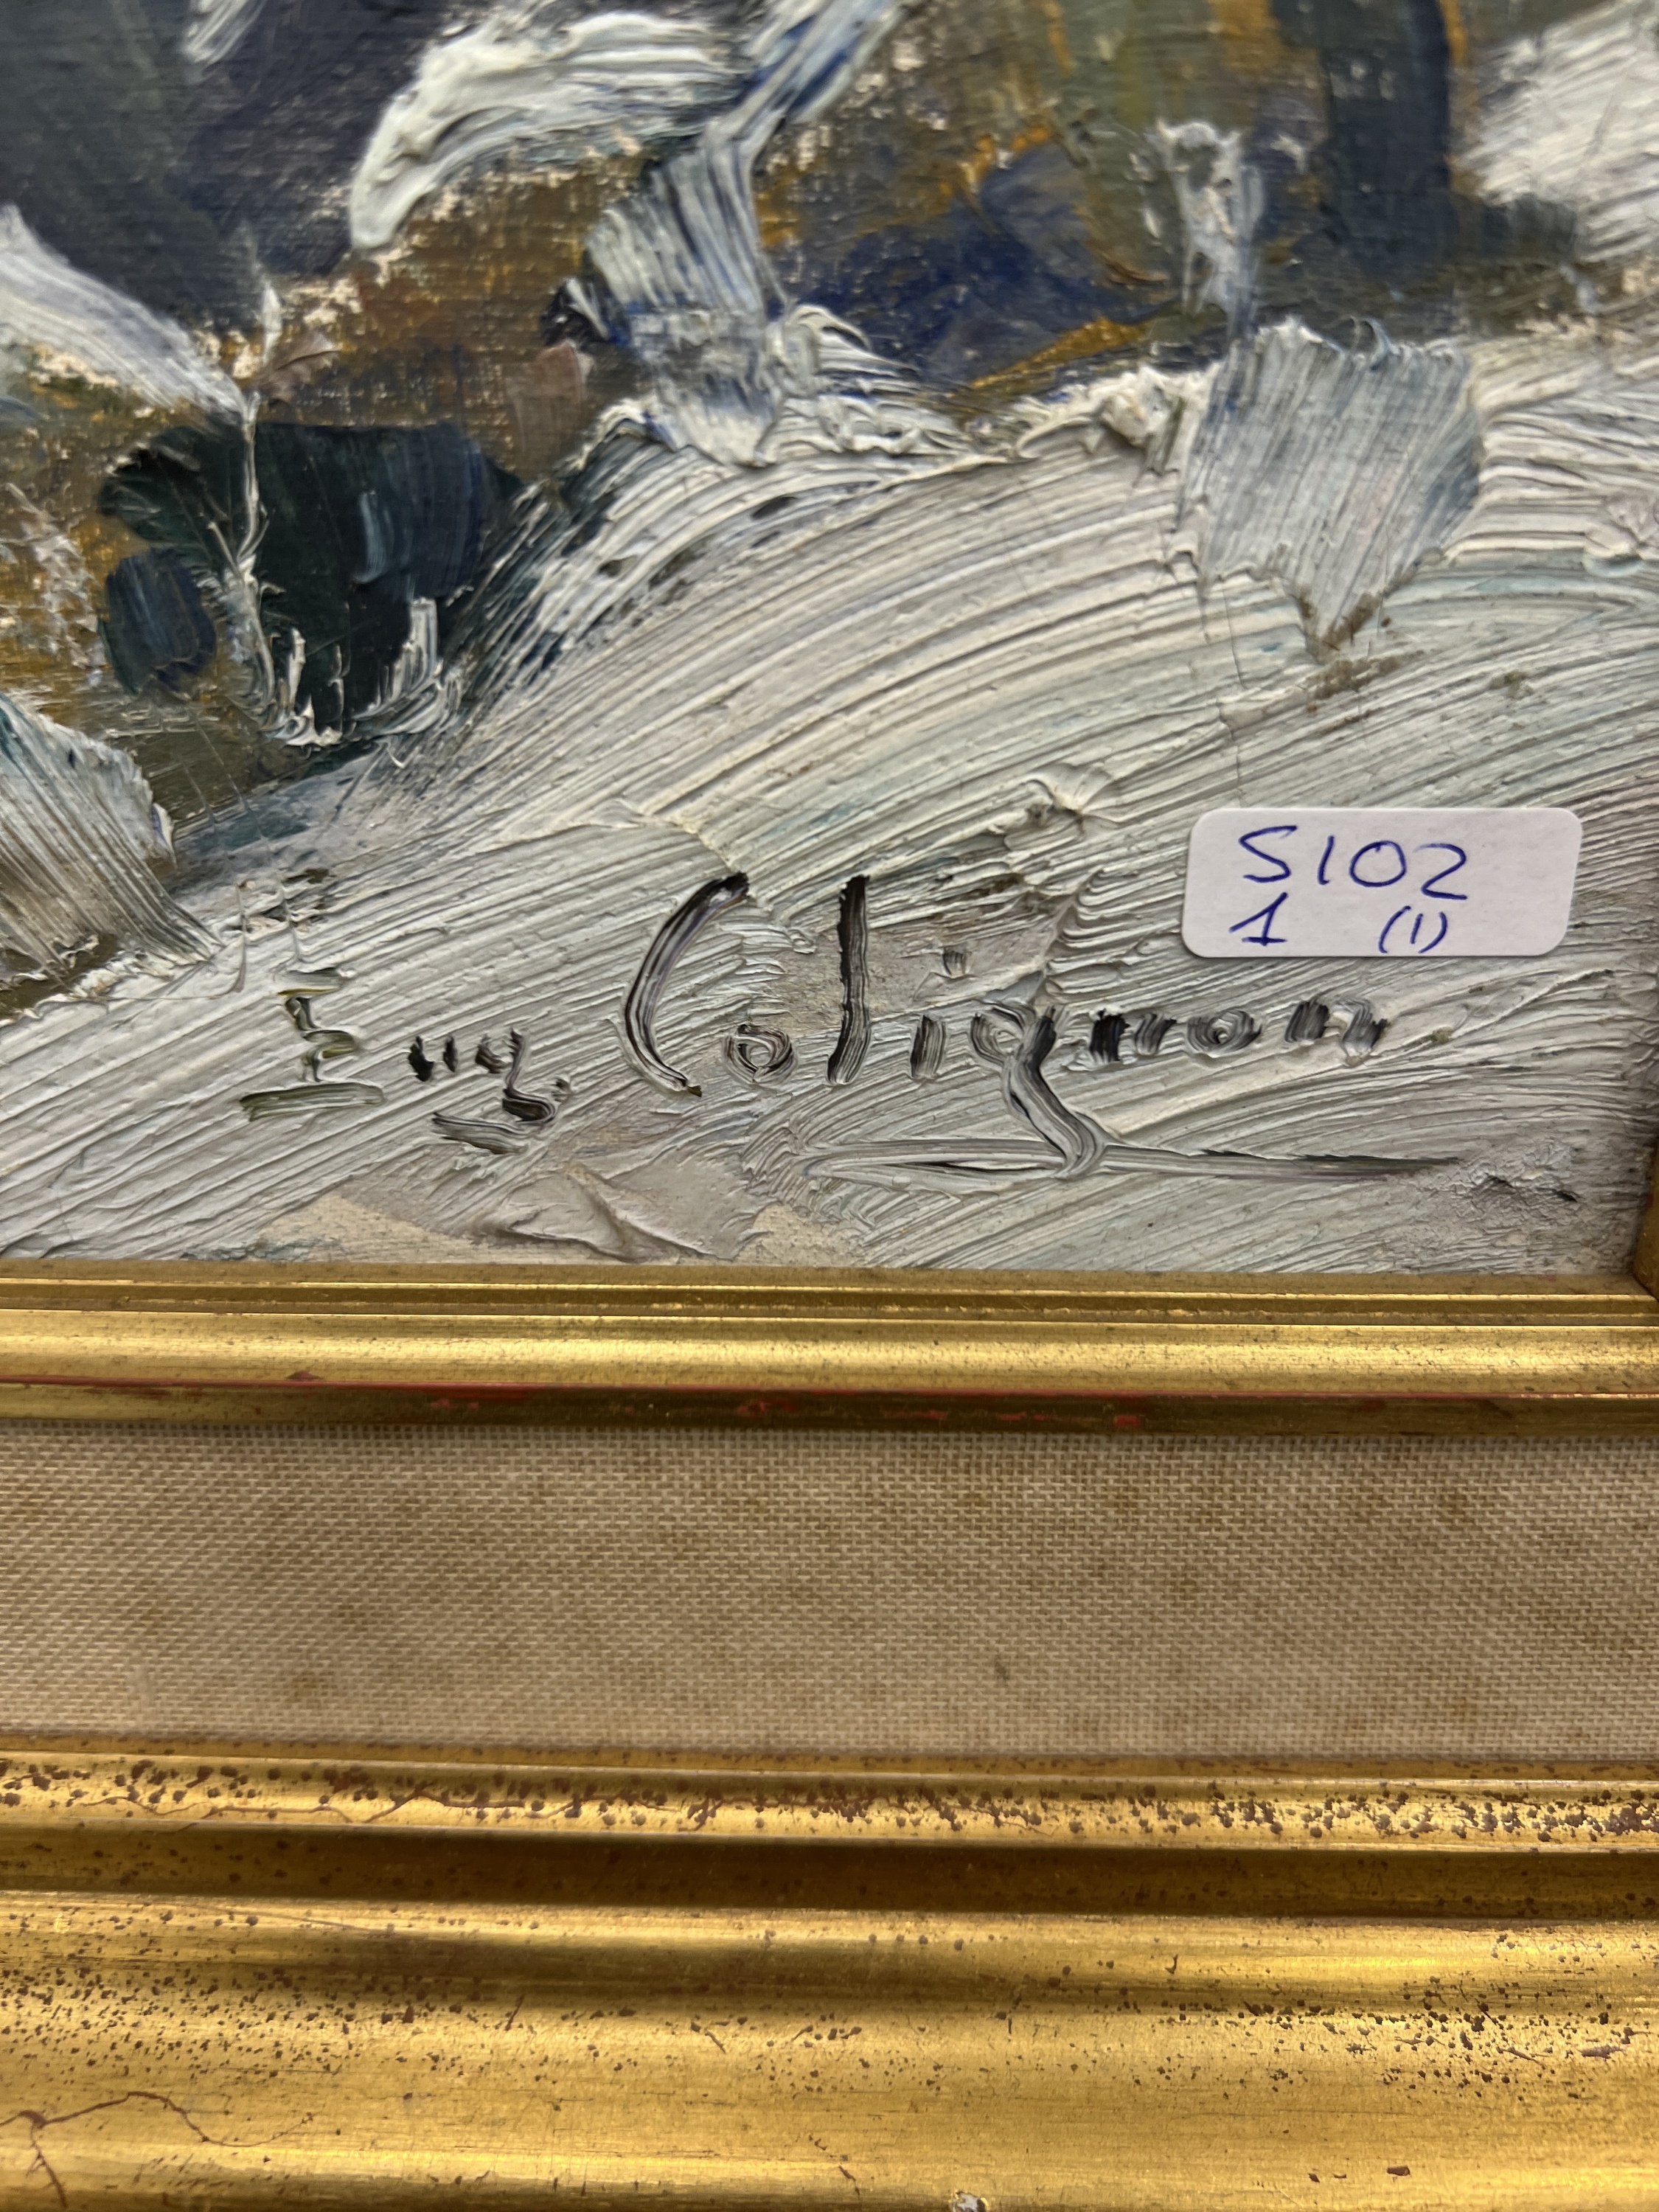 S102
1 (1)
Eug. Colignon